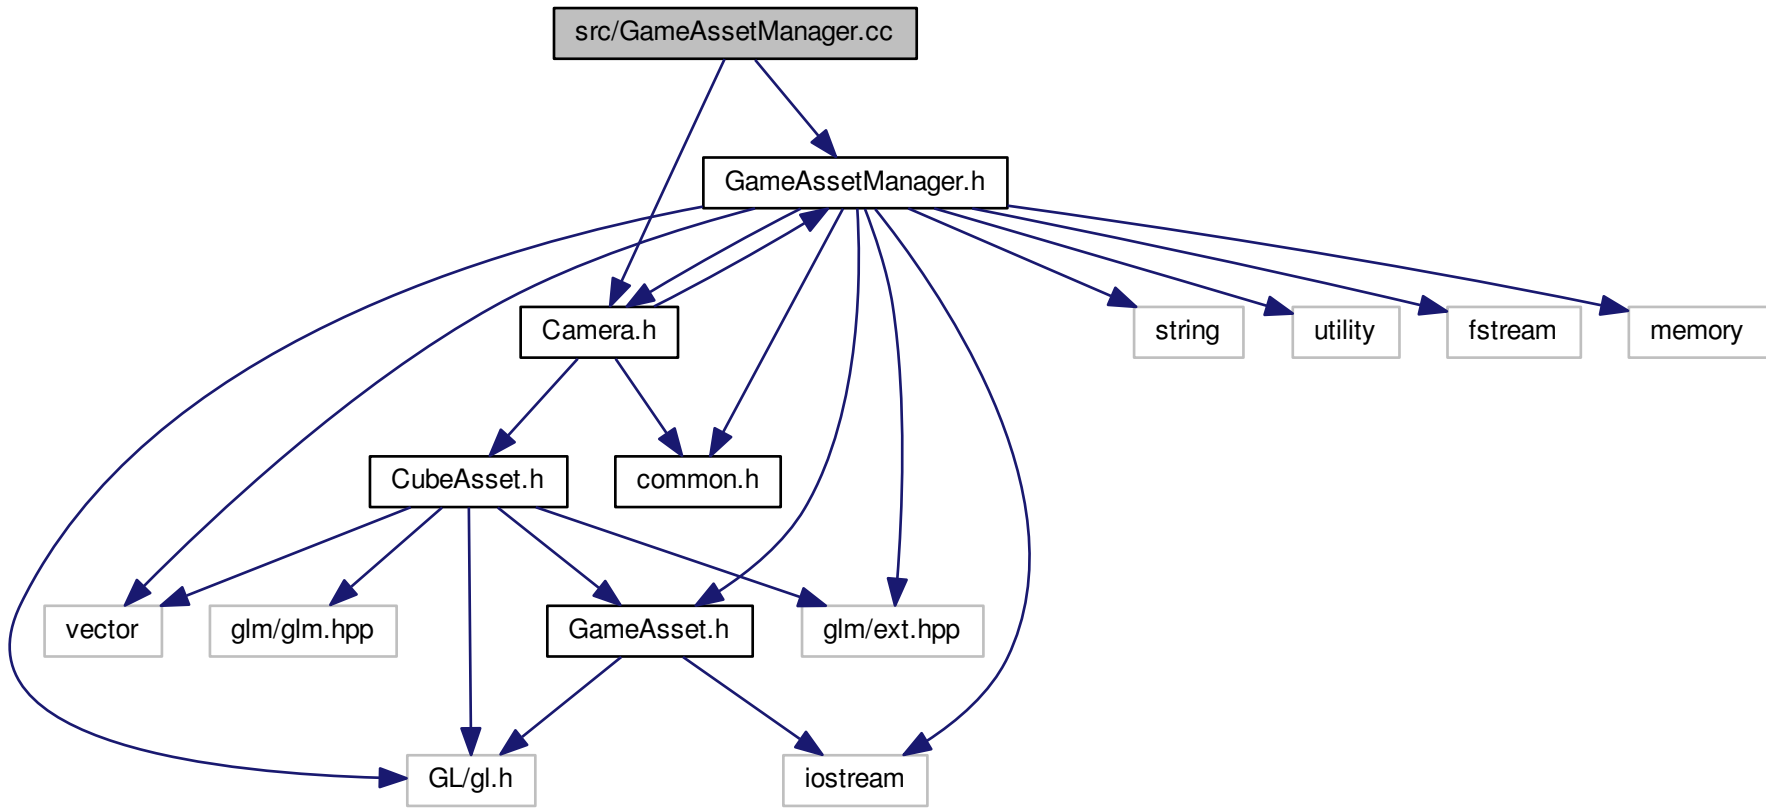 src/GameAssetManager.cc
GameAssetManager.h
Camera.h
string
utility
fstream
memory
CubeAsset.h
common.h
vector
glm/glm.hpp
GameAsset.h
glm/ext.hpp
GL/gl.h
iostream